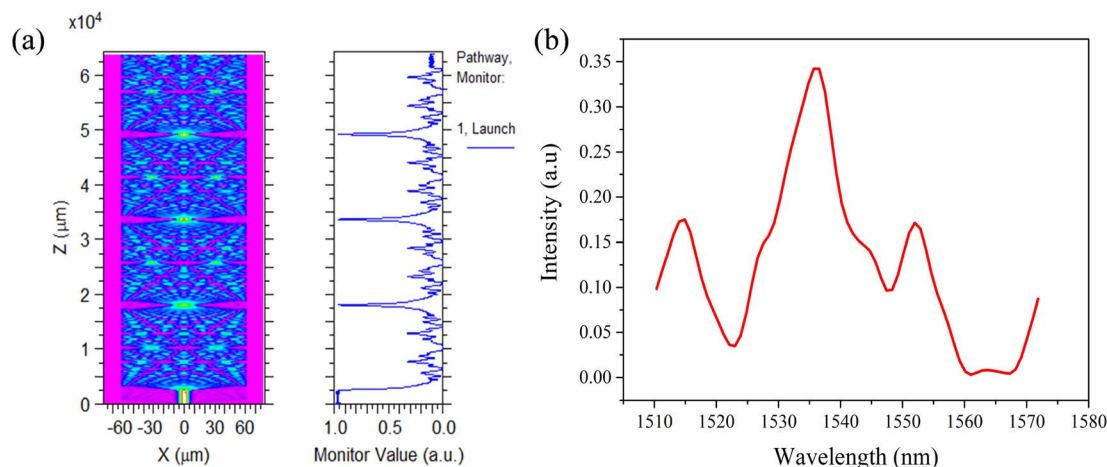 (a)
x10⁴
6
5
4
3
2
1
0
Z (μm)
-60 -30 0 30 60
X (μm)
1.0 0.5 0.0
Monitor Value (a.u.)
Pathway,
Monitor:
1, Launch
(b)
0.35
0.30
0.25
0.20
0.15
0.10
0.05
0.00
Intensity (a.u)
1510 1520 1530 1540 1550 1560 1570 1580
Wavelength (nm)